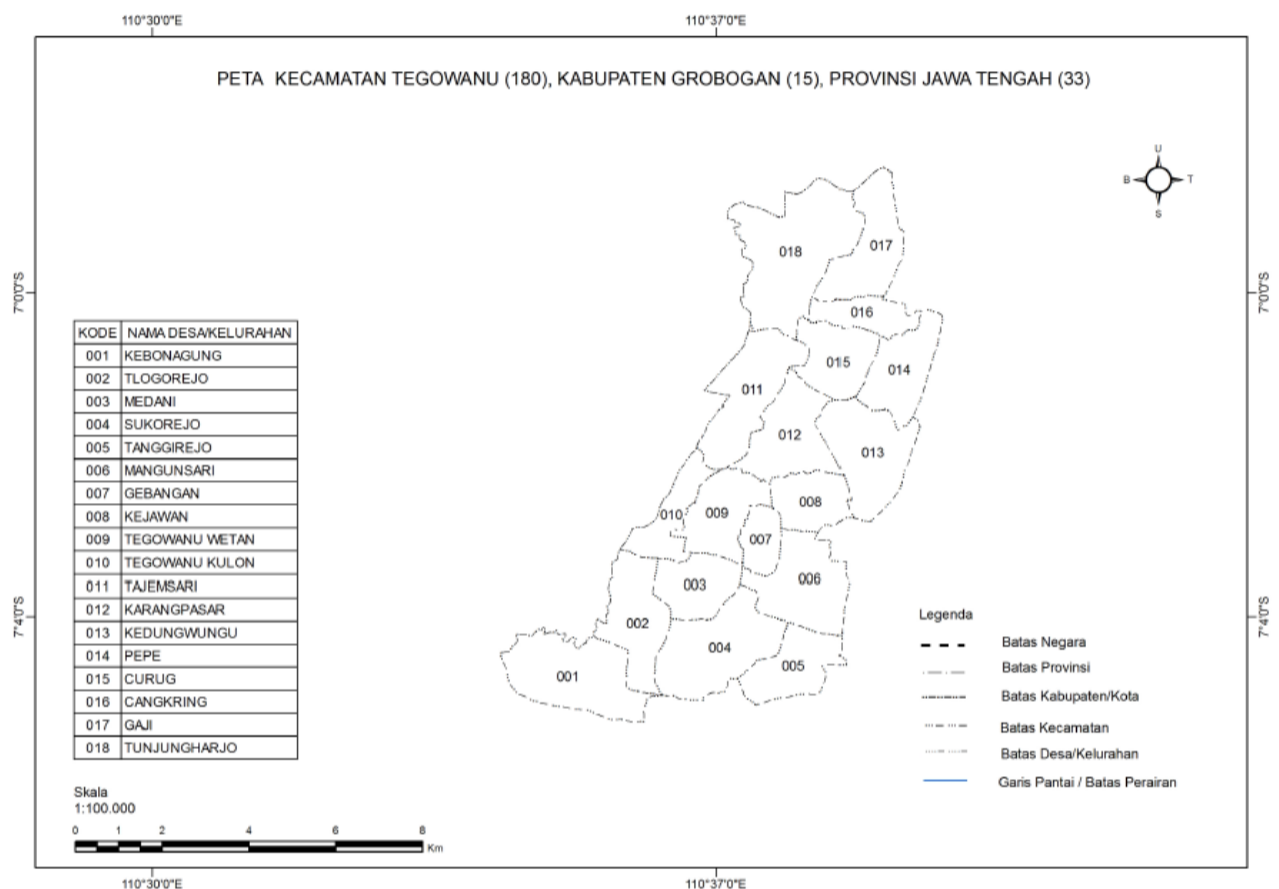 110°30'0"E 110°37'0"E
PETA KECAMATAN TEGOWANU (180), KABUPATEN GROBOGAN (15), PROVINSI JAWA TENGAH (33)
U
B T
S
018
017
7°0'0"S 7°0'0"S
016
015
014
011
012
013
008
009
010
007
006
003
002
004
005
001
KODE NAMA DESA/KELURAHAN
001 KEBONAGUNG
002 TLOGOREJO
003 MEDANI
004 SUKOREJO
005 TANGGIREJO
006 MANGUNSARI
007 GEBANGAN
008 KEJAWAN
009 TEGOWANU WETAN
010 TEGOWANU KULON
011 TAJEMSARI
012 KARANGPASAR
013 KEDUNGWUNGU
014 PEPE
015 CURUG
016 CANGKRING
017 GAJI
018 TUNJUNGHARJO
7°4'0"S 7°4'0"S
Legenda
Batas Negara
Batas Provinsi
Batas Kabupaten/Kota
Batas Kecamatan
Batas Desa/Kelurahan
Garis Pantai / Batas Perairan
Skala
1:100.000
0 1 2 4 6 8
Km
110°30'0"E 110°37'0"E